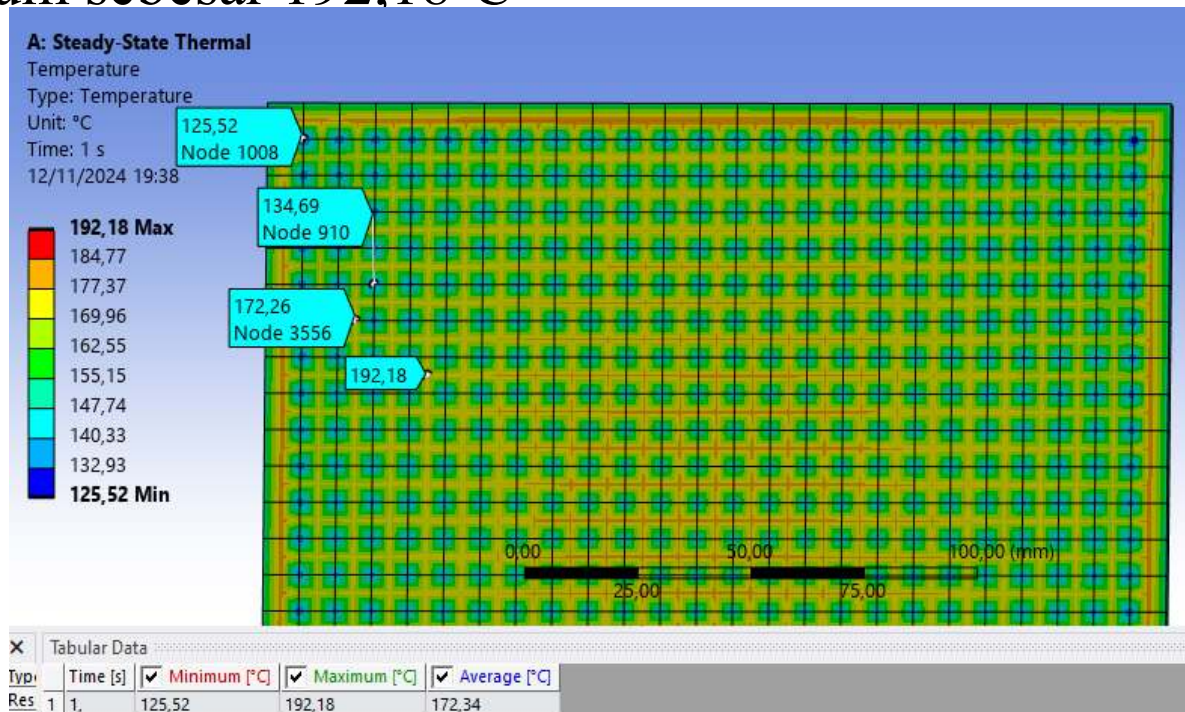 sebesar 192,18°C
A: Steady-State Thermal
Temperature
Type: Temperature
Unit: °C
Time: 1 s
12/11/2024 19:38
192,18 Max
184,77
177,37
169,96
162,55
155,15
147,74
140,33
132,93
125,52 Min
125,52
Node 1008
134,69
Node 910
172,26
Node 3556
192,18
0,00 50,00 100,00 (mm)
25,00 75,00
Tabular Data
Time [s] Minimum [°C] Maximum [°C] Average [°C]
1 1, 125,52 192,18 172,34